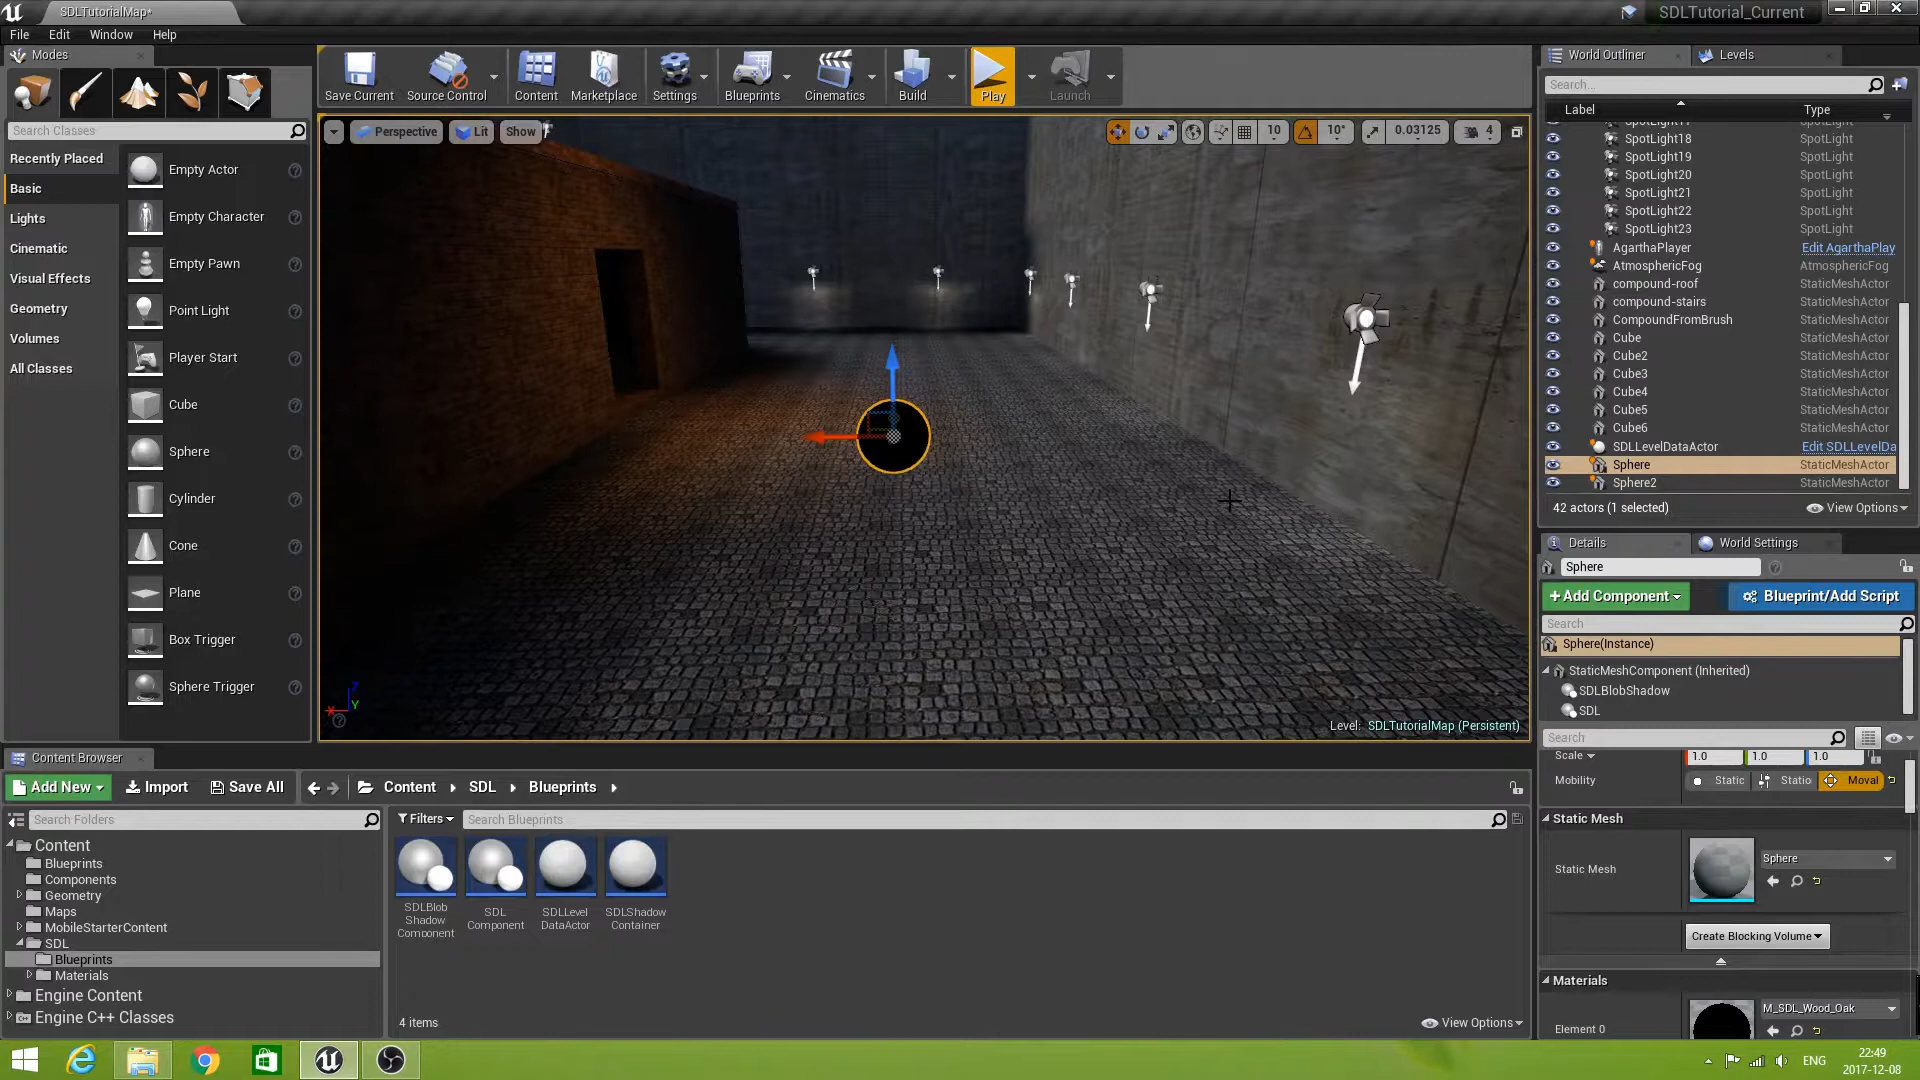 SDLTutorialMap*
SDLTutorial_Current
File Edit Window Help
Modes
Search Classes
Recently Placed
Basic
Lights
Cinematic
Visual Effects
Geometry
Volumes
All Classes
Empty Actor
Empty Character
Empty Pawn
Point Light
Player Start
Cube
Sphere
Cylinder
Cone
Plane
Box Trigger
Sphere Trigger
Save Current
Source Control
Content
Marketplace
Settings
Blueprints
Cinematics
Build
Play
Launch
Perspective
Lit
Show
10
10°
0.03125
4
Z
X
Y
Level: SDLTutorialMap (Persistent)
World Outliner
Levels
Search...
Label Type
SpotLight17 SpotLight
SpotLight18 SpotLight
SpotLight19 SpotLight
SpotLight20 SpotLight
SpotLight21 SpotLight
SpotLight22 SpotLight
SpotLight23 SpotLight
AgarthaPlayer Edit AgarthaPlay
AtmosphericFog AtmosphericFog
compound-roof StaticMeshActor
compound-stairs StaticMeshActor
CompoundFromBrush StaticMeshActor
Cube StaticMeshActor
Cube2 StaticMeshActor
Cube3 StaticMeshActor
Cube4 StaticMeshActor
Cube5 StaticMeshActor
Cube6 StaticMeshActor
SDLLevelDataActor Edit SDLLevelDa
Sphere StaticMeshActor
Sphere2 StaticMeshActor
42 actors (1 selected)
View Options
Details
World Settings
Sphere
+Add Component
Blueprint/Add Script
Search
Sphere(Instance)
StaticMeshComponent (Inherited)
SDLBlobShadow
SDL
Search
Scale 1.0 1.0 1.0
Mobility Static Statio Moval
Static Mesh
Static Mesh
Sphere
Create Blocking Volume
Materials
Element 0
M_SDL_Wood_Oak
Content Browser
Add New
Import
Save All
Content
SDL
Blueprints
Search Folders
Content
Blueprints
Components
Geometry
Maps
MobileStarterContent
SDL
Blueprints
Materials
Engine Content
Engine C++ Classes
Filters
Search Blueprints
SDLBlob
Shadow
Component
SDL
Component
SDLLevel
DataActor
SDLShadow
Container
4 items
View Options
ENG
22:49
2017-12-08